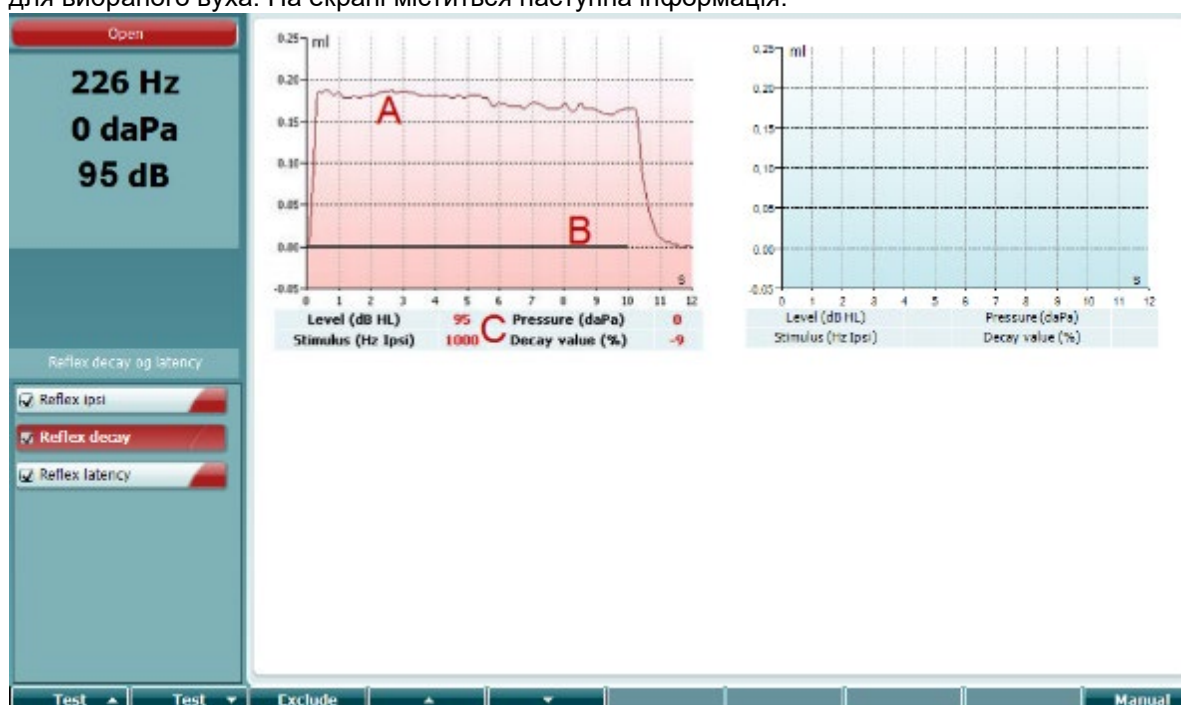 для вибраного вуха. На екрані міститься наступна інформація:
Open
226 Hz
0 daPa
95 dB
Reflex decay og latency
Reflex ipsi
Reflex decay
Reflex latency
0.25 ml
0.20
0.15
0.10
0.05
0.00
-0.05
A
B
s
0 1 2 3 4 5 6 7 8 9 10 11 12
Level (dB HL) 95 C Pressure (daPa) 0
Stimulus (Hz Ipsi) 1000 Decay value (%) -9
0.25 ml
0.20
0.15
0.10
0.05
0.00
-0.05
s
0 1 2 3 4 5 6 7 8 9 10 11 12
Level (dB HL) Pressure (daPa)
Stimulus (Hz Ipsi) Decay value (%)
Test Test Exclude Manual